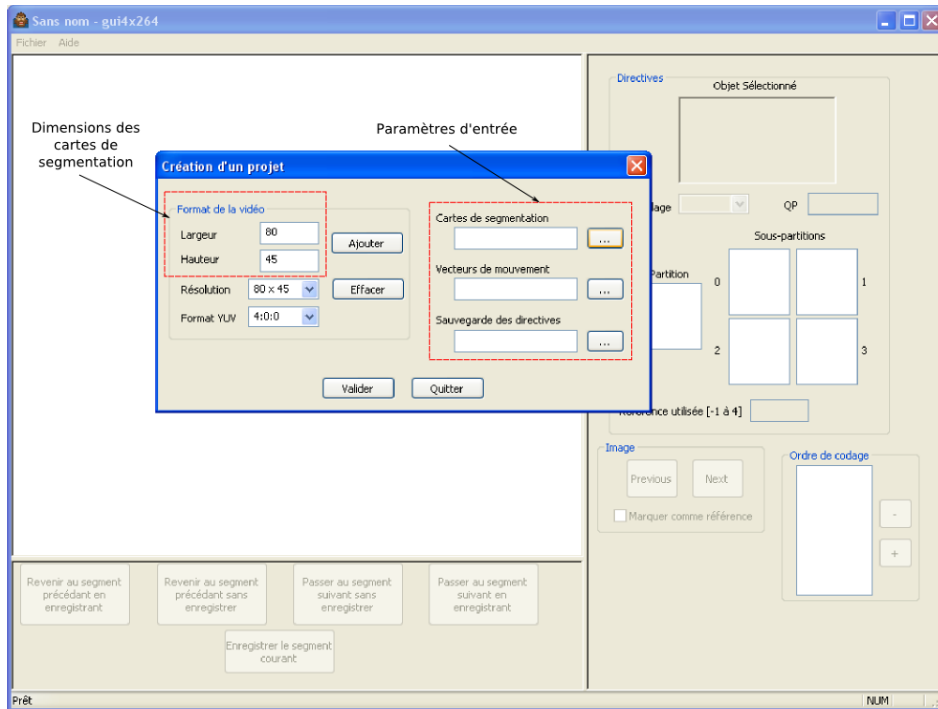 Sans nom - gui4x264
Fichier Aide
Directives
Objet Sélectionné
Dimensions des
cartes de
segmentation
Paramètres d'entrée
Création d'un projet
Format de la vidéo
Largeur 80
Hauteur 45
Ajouter
Résolution 80 x 45
Effacer
Format YUV 4:0:0
Cartes de segmentation
...
Vecteurs de mouvement
...
Sauvegarde des directives
...
Valider Quitter
QP
Sous-partitions
Partition
0 1
2 3
utilisée [-1 à 4]
Image
Previous Next
Marquer comme référence
Ordre de codage
-
+
Revenir au segment
précédant en
enregistrant
Revenir au segment
précédant sans
enregistrer
Passer au segment
suivant sans
enregistrer
Passer au segment
suivant en
enregistrant
Enregistrer le segment
courant
Prêt NUM